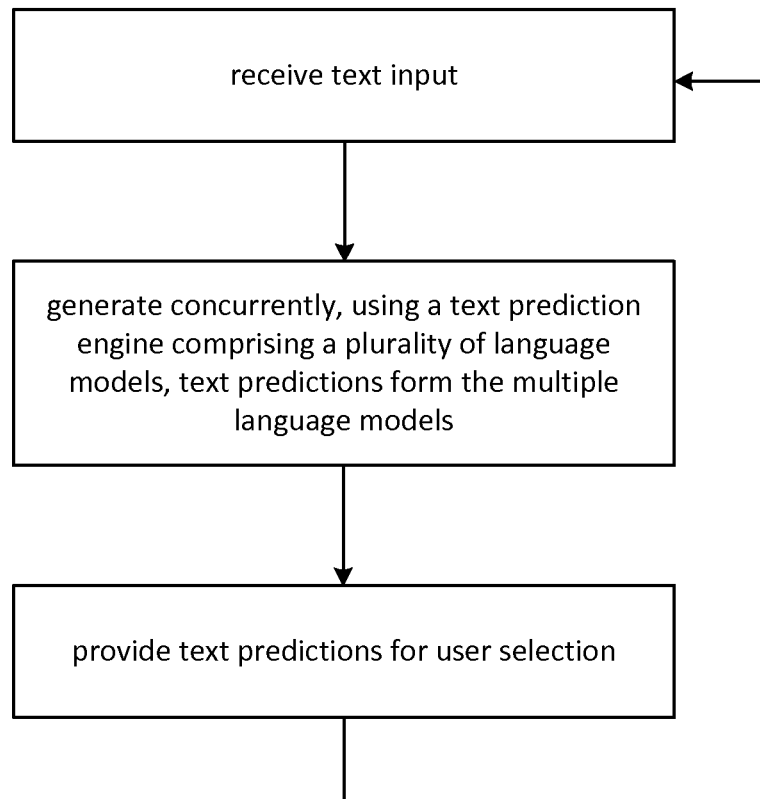 receive text input
generate concurrently, using a text prediction
engine comprising a plurality of language
models, text predictions form the multiple
language models
provide text predictions for user selection